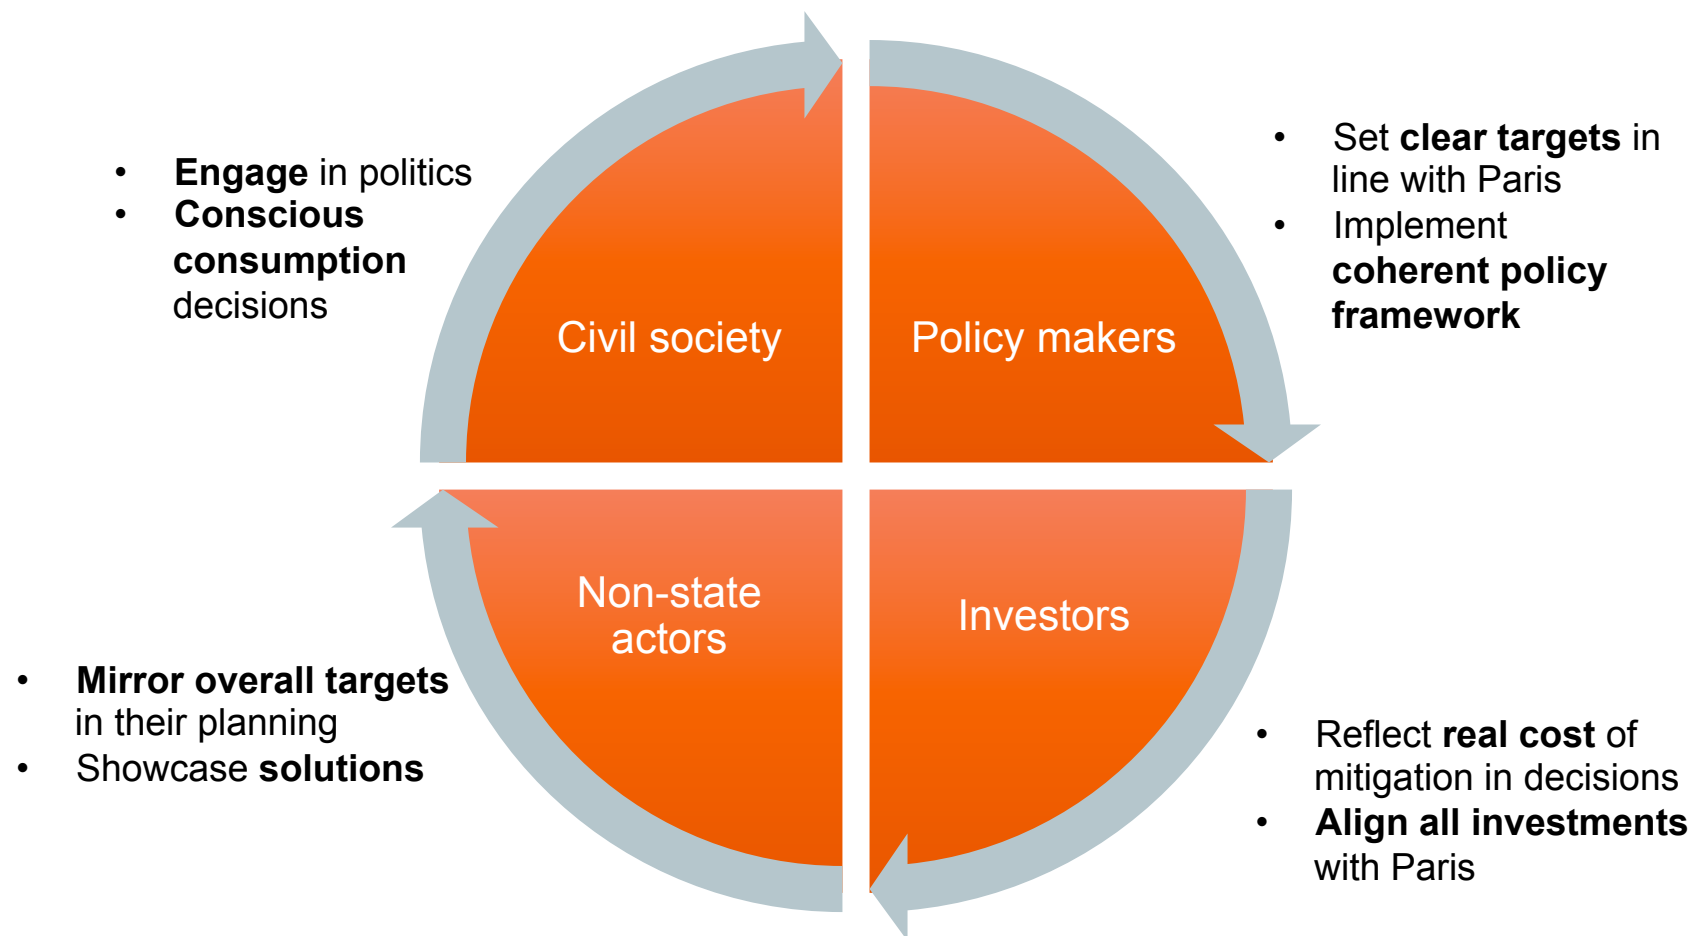 • Engage in politics
• Conscious
consumption
decisions
Civil society
Policy makers
• Set clear targets in
line with Paris
• Implement
coherent policy
framework
Non-state
actors
• Mirror overall targets
in their planning
• Showcase solutions
Investors
• Reflect real cost of
mitigation in decisions
• Align all investments
with Paris